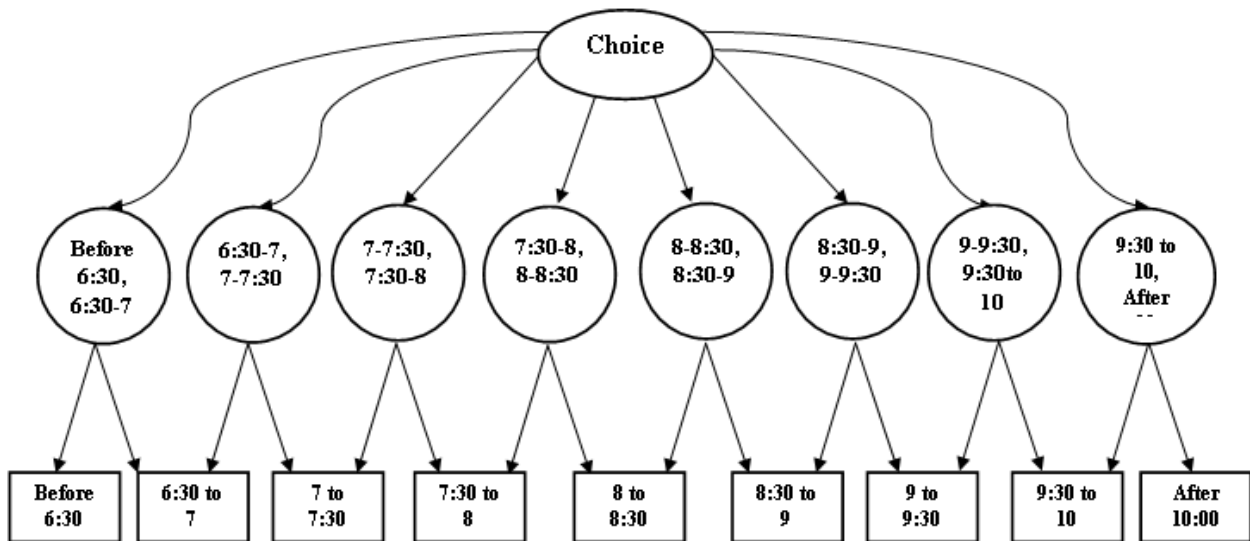 Choice
Before
6:30,
6:30-7
6:30-7,
7-7:30
7-7:30,
7:30-8
7:30-8,
8-8:30
8-8:30,
8:30-9
8:30-9,
9-9:30
9-9:30,
9:30to
10
9:30 to
10,
After
Before
6:30
6:30 to
7
7 to
7:30
7:30 to
8
8 to
8:30
8:30 to
9
9 to
9:30
9:30 to
10
After
10:00